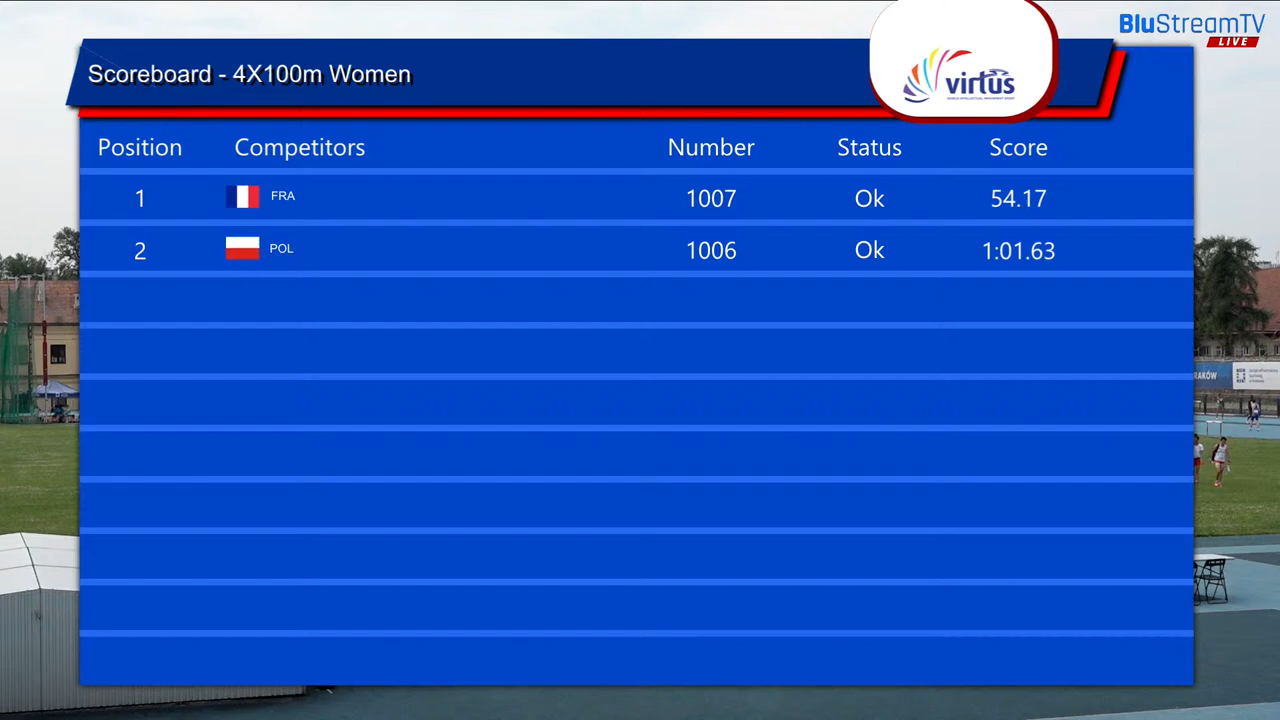 BluStreamTV
LIVE
Scoreboard - 4X100m Women
virtus
Position Competitors Number Status Score
1 FRA 1007 Ok 54.17
2 POL 1006 Ok 1:01.63
RAKÓW